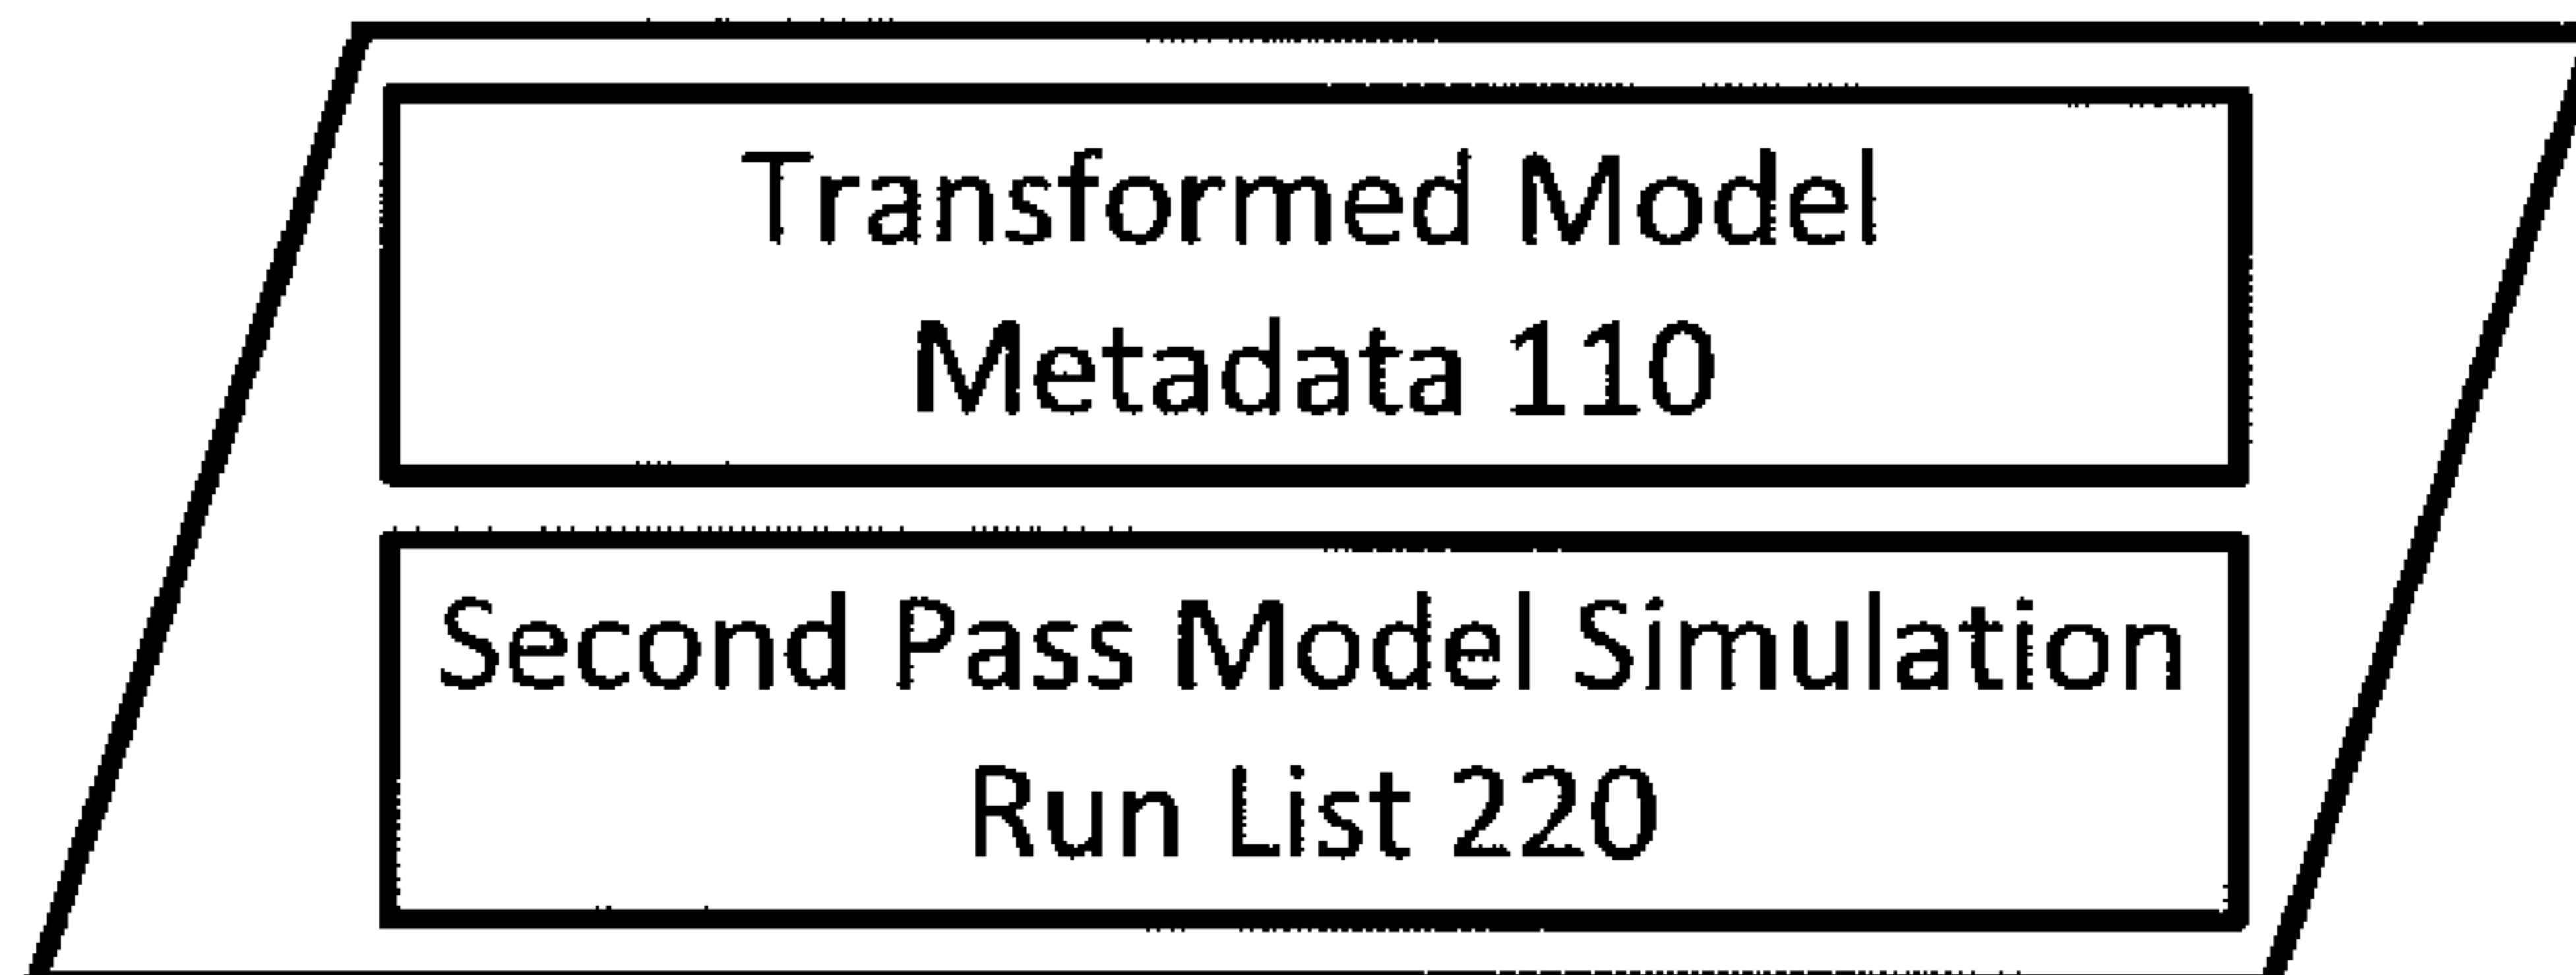 Transformed Model
Metadata 110
Second Pass Model Simulation
Run List 220